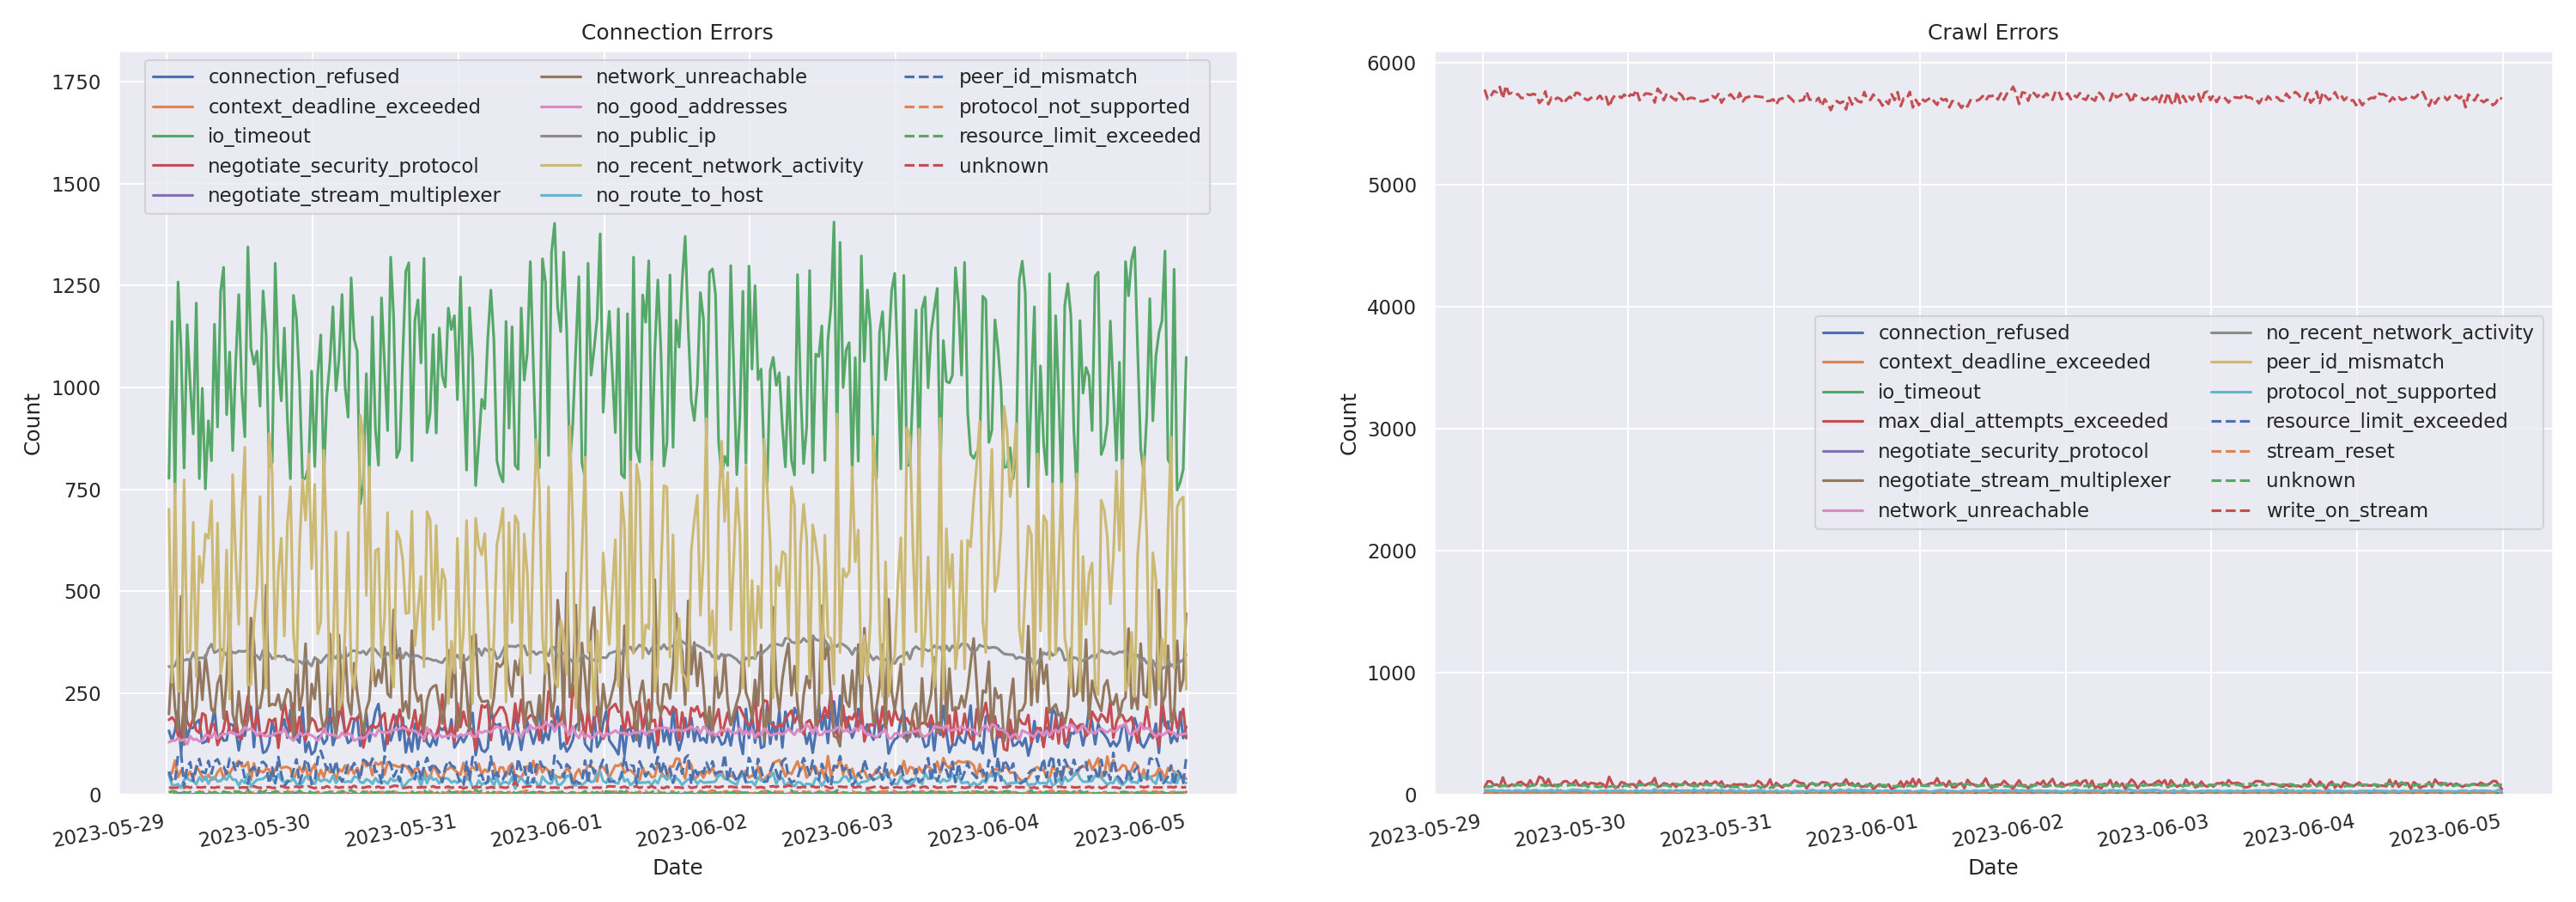 Connection Errors
connection_refused
context_deadline_exceeded
io_timeout
negotiate_security_protocol
negotiate_stream_multiplexer
network_unreachable
no_good_addresses
no_public_ip
no_recent_network_activity
no_route_to_host
peer_id_mismatch
protocol_not_supported
resource_limit_exceeded
unknown
Count
1750
1500
1250
1000
750
500
250
0
2023-05-29
2023-05-30
2023-05-31
2023-06-01
2023-06-02
2023-06-03
2023-06-04
2023-06-05
Date
Crawl Errors
6000
5000
4000
3000
2000
1000
0
Count
connection_refused
context_deadline_exceeded
io_timeout
max_dial_attempts_exceeded
negotiate_security_protocol
negotiate_stream_multiplexer
network_unreachable
no_recent_network_activity
peer_id_mismatch
protocol_not_supported
resource_limit_exceeded
stream_reset
unknown
write_on_stream
2023-05-29
2023-05-30
2023-05-31
2023-06-01
2023-06-02
2023-06-03
2023-06-04
2023-06-05
Date